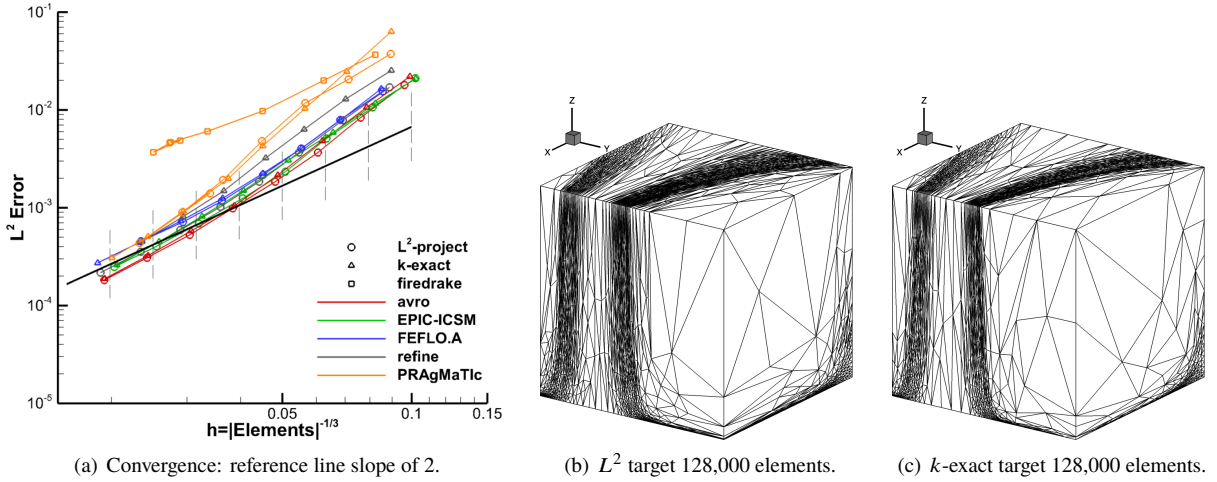 10^-1
10^-2
10^-3
10^-4
10^-5
L^2 Error
L^2-project
k-exact
firedrake
avro
EPIC-ICSM
FEFLO.A
refine
PRAgMaTIc
0.05 0.1 0.15
h=|Elements|^-1/3
(a) Convergence: reference line slope of 2.
Z
X Y
(b) L^2 target 128,000 elements.
Z
X Y
(c) k-exact target 128,000 elements.